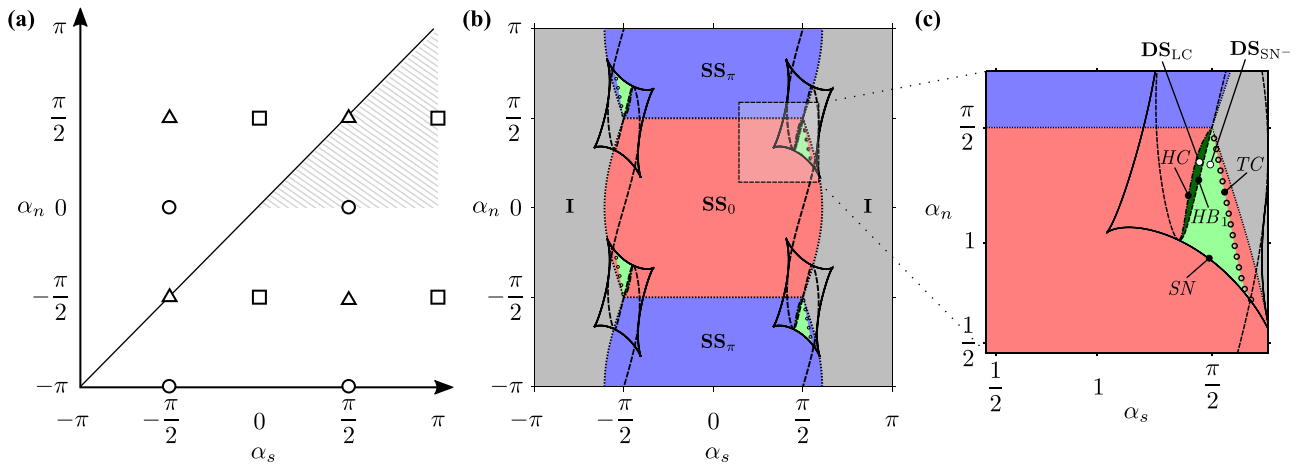 (a)
π
π/2
α_n 0
−π/2
−π
−π −π/2 0 π/2 π
α_s
(b)
π
π/2
α_n 0
−π/2
−π
SS_π
I SS_0 I
SS_π
−π −π/2 0 π/2 π
α_s
(c)
DS_LC DS_SN−
π/2
HC TC
α_n HB_1
1
SN
1/2
1/2 1 π/2
α_s